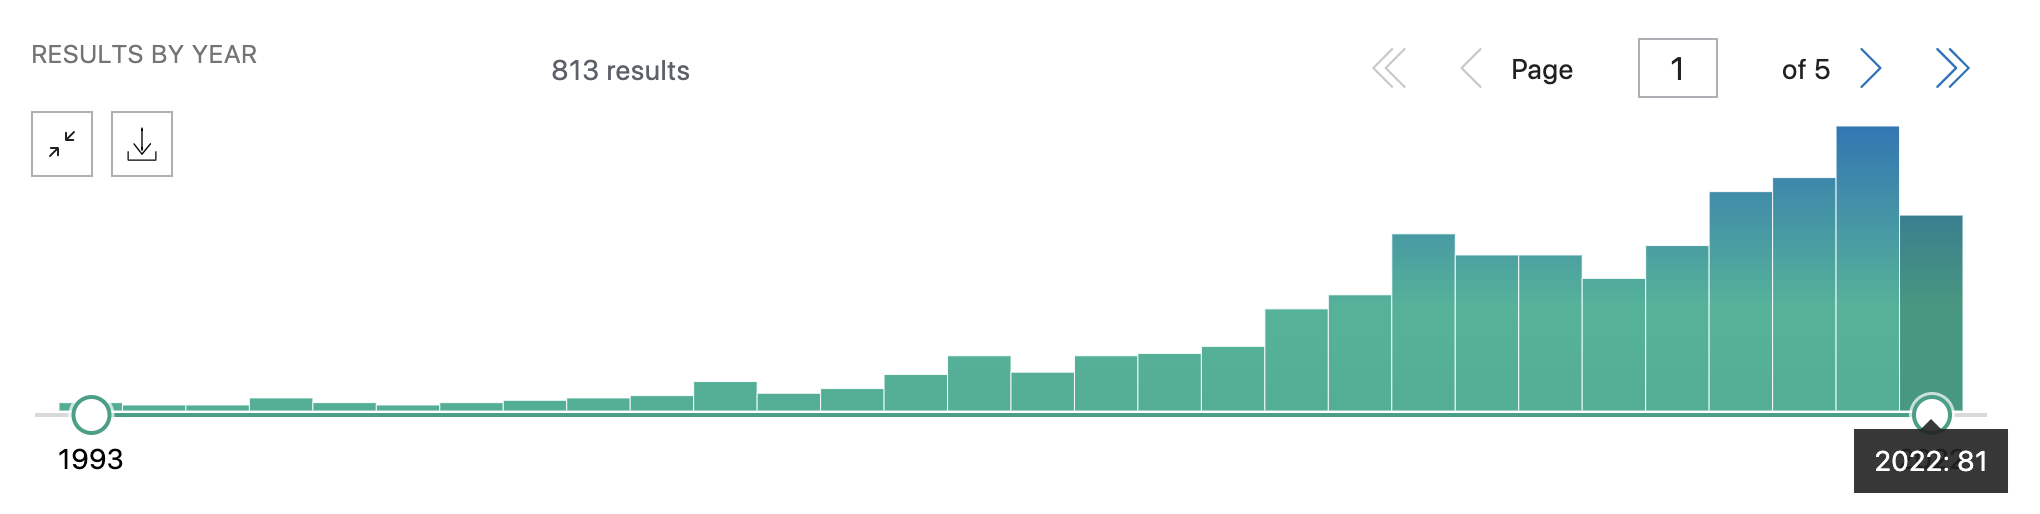 RESULTS BY YEAR
813 results
Page 1 of 5
1993
2022: 81